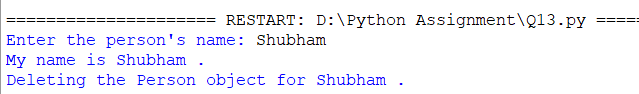 ===================== RESTART: D:\Python Assignment\Q13.py =====
Enter the person's name: Shubham
My name is Shubham .
Deleting the Person object for Shubham .